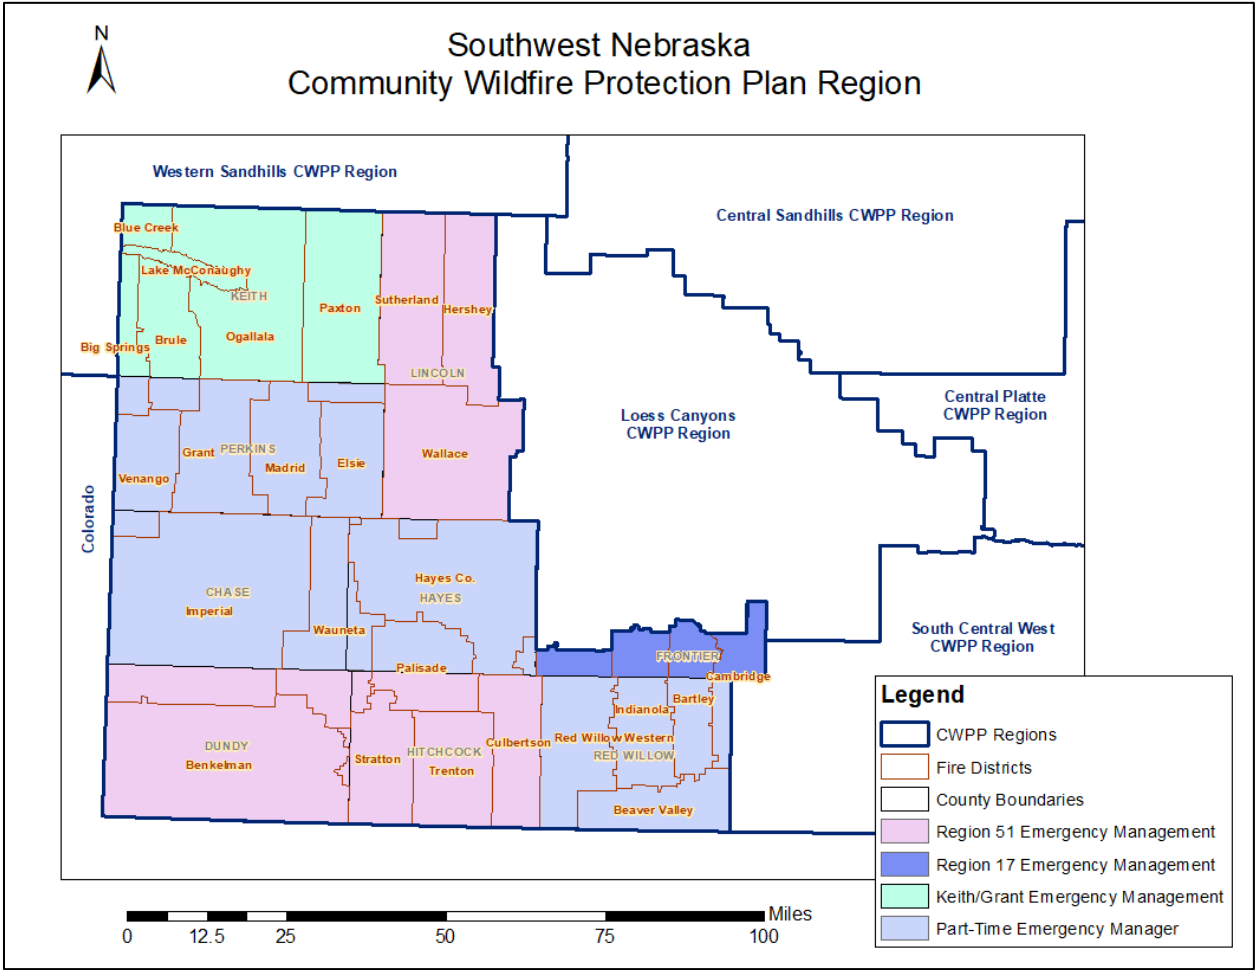 N
Southwest Nebraska
Community Wildfire Protection Plan Region
Western Sandhills CWPP Region
Central Sandhills CWPP Region
Blue Creek
Lake McConaughy
KEITH
Sutherland
Paxton
Hershey
Ogallala
Brule
Big Springs
LINCOLN
Loess Canyons
CWPP Region
Central Platte
CWPP Region
Grant
PERKINS
Madrid
Elsie
Wallace
Venango
Colorado
Hayes Co.
HAYES
CHASE
Imperial
Wauneta
South Central West
CWPP Region
FRONTIER
Palisade
Cambridge
Bartley
Indianola
DUNDY
Benkelman
Stratton
HITCHCOCK
Trenton
Culbertson
Red Willow Western
RED WILLOW
Beaver Valley
Legend
CWPP Regions
Fire Districts
County Boundaries
Region 51 Emergency Management
Region 17 Emergency Management
Keith/Grant Emergency Management
Part-Time Emergency Manager
Miles
0 12.5 25 50 75 100